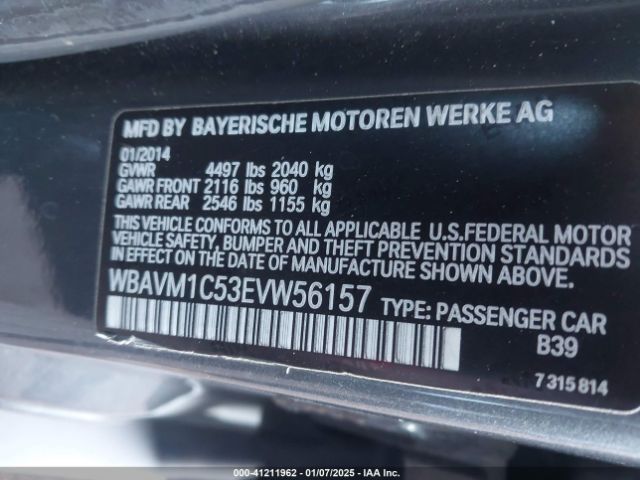 MFD BY BAYERISCHE MOTOREN WERKE AG
01/2014
GVWR 4497 lbs 2040 kg
GAWR FRONT 2116 lbs 960 kg
GAWR REAR 2546 lbs 1155 kg
THIS VEHICLE CONFORMS TO ALL APPLICABLE U.S.FEDERAL MOTOR
VEHICLE SAFETY, BUMPER AND THEFT PREVENTION STANDARDS
IN EFFECT ON THE DATE OF MANUFACTURE SHOWN ABOVE.
WBAVM1C53EVW56157 TYPE: PASSENGER CAR
B39
7 315 814
000-41211962 - 01/07/2025 - IAA Inc.